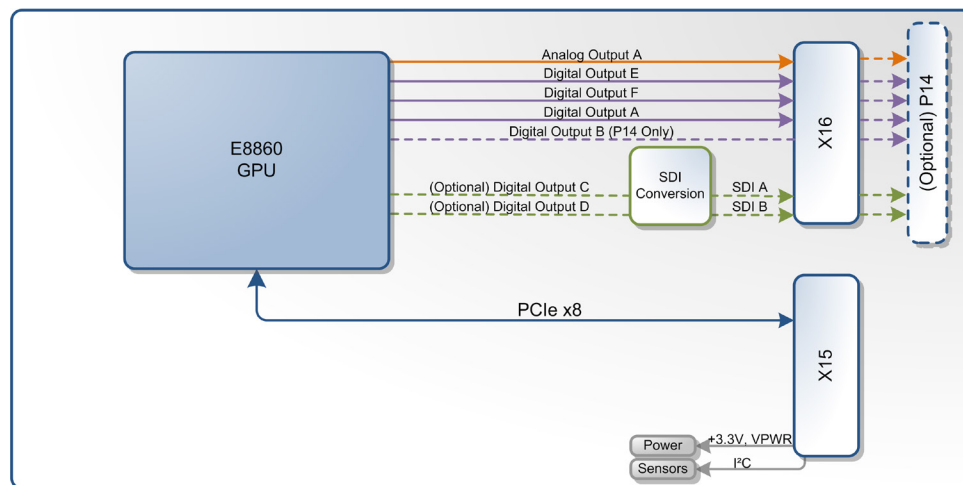 Analog Output A
Digital Output E
Digital Output F
Digital Output A
Digital Output B (P14 Only)
E8860
GPU
(Optional) Digital Output C
(Optional) Digital Output D
SDI
Conversion
SDI A
SDI B
X16
(Optional) P14
PCIe x8
X15
Power
+3.3V, VPWR
Sensors
I²C